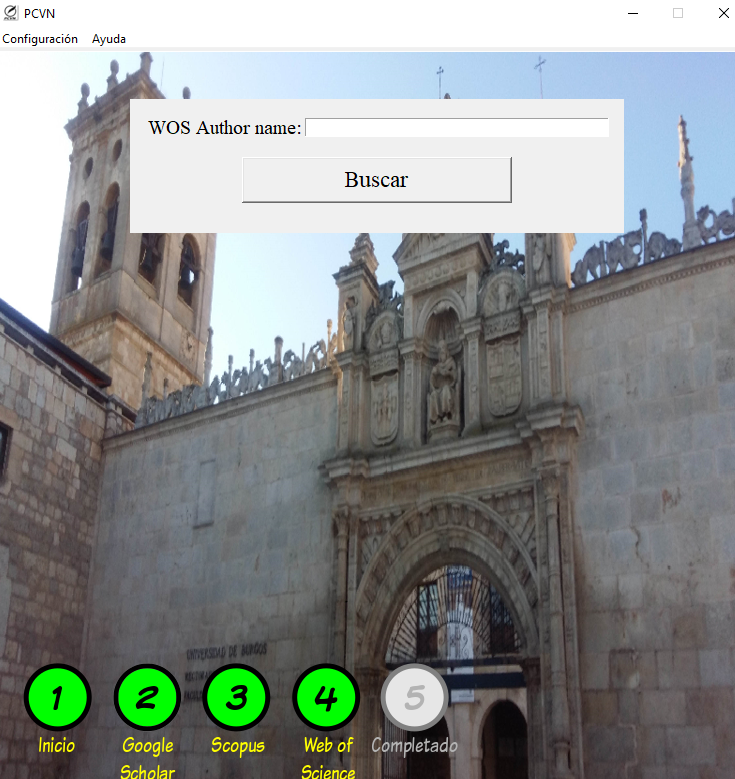 PCVN
Configuración Ayuda
WOS Author name:
Buscar
UNIVERSIDAD DE BURGOS
1 2 3 4 5
Inicio Google Scopus Web of Completado
Scholar Science